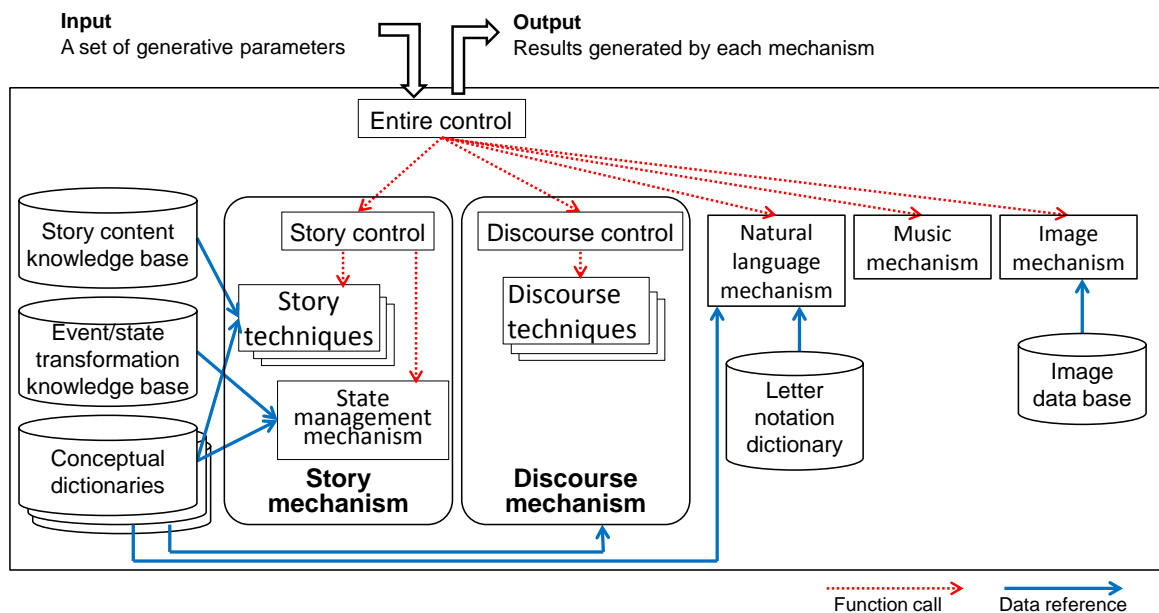 Input
A set of generative parameters
Output
Results generated by each mechanism
Entire control
Story content
knowledge base
Event/state
transformation
knowledge base
Conceptual
dictionaries
Story control
Story
techniques
State
management
mechanism
Story
mechanism
Discourse control
Discourse
techniques
Discourse
mechanism
Natural
language
mechanism
Music
mechanism
Image
mechanism
Letter
notation
dictionary
Image
data base
Function call
Data reference